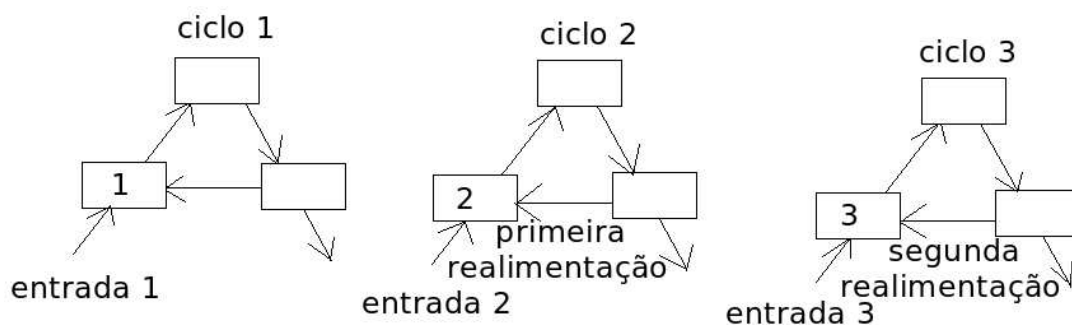 ciclo 1
1
entrada 1
ciclo 2
2
primeira
realimentação
entrada 2
ciclo 3
3
segunda
realimentação
entrada 3